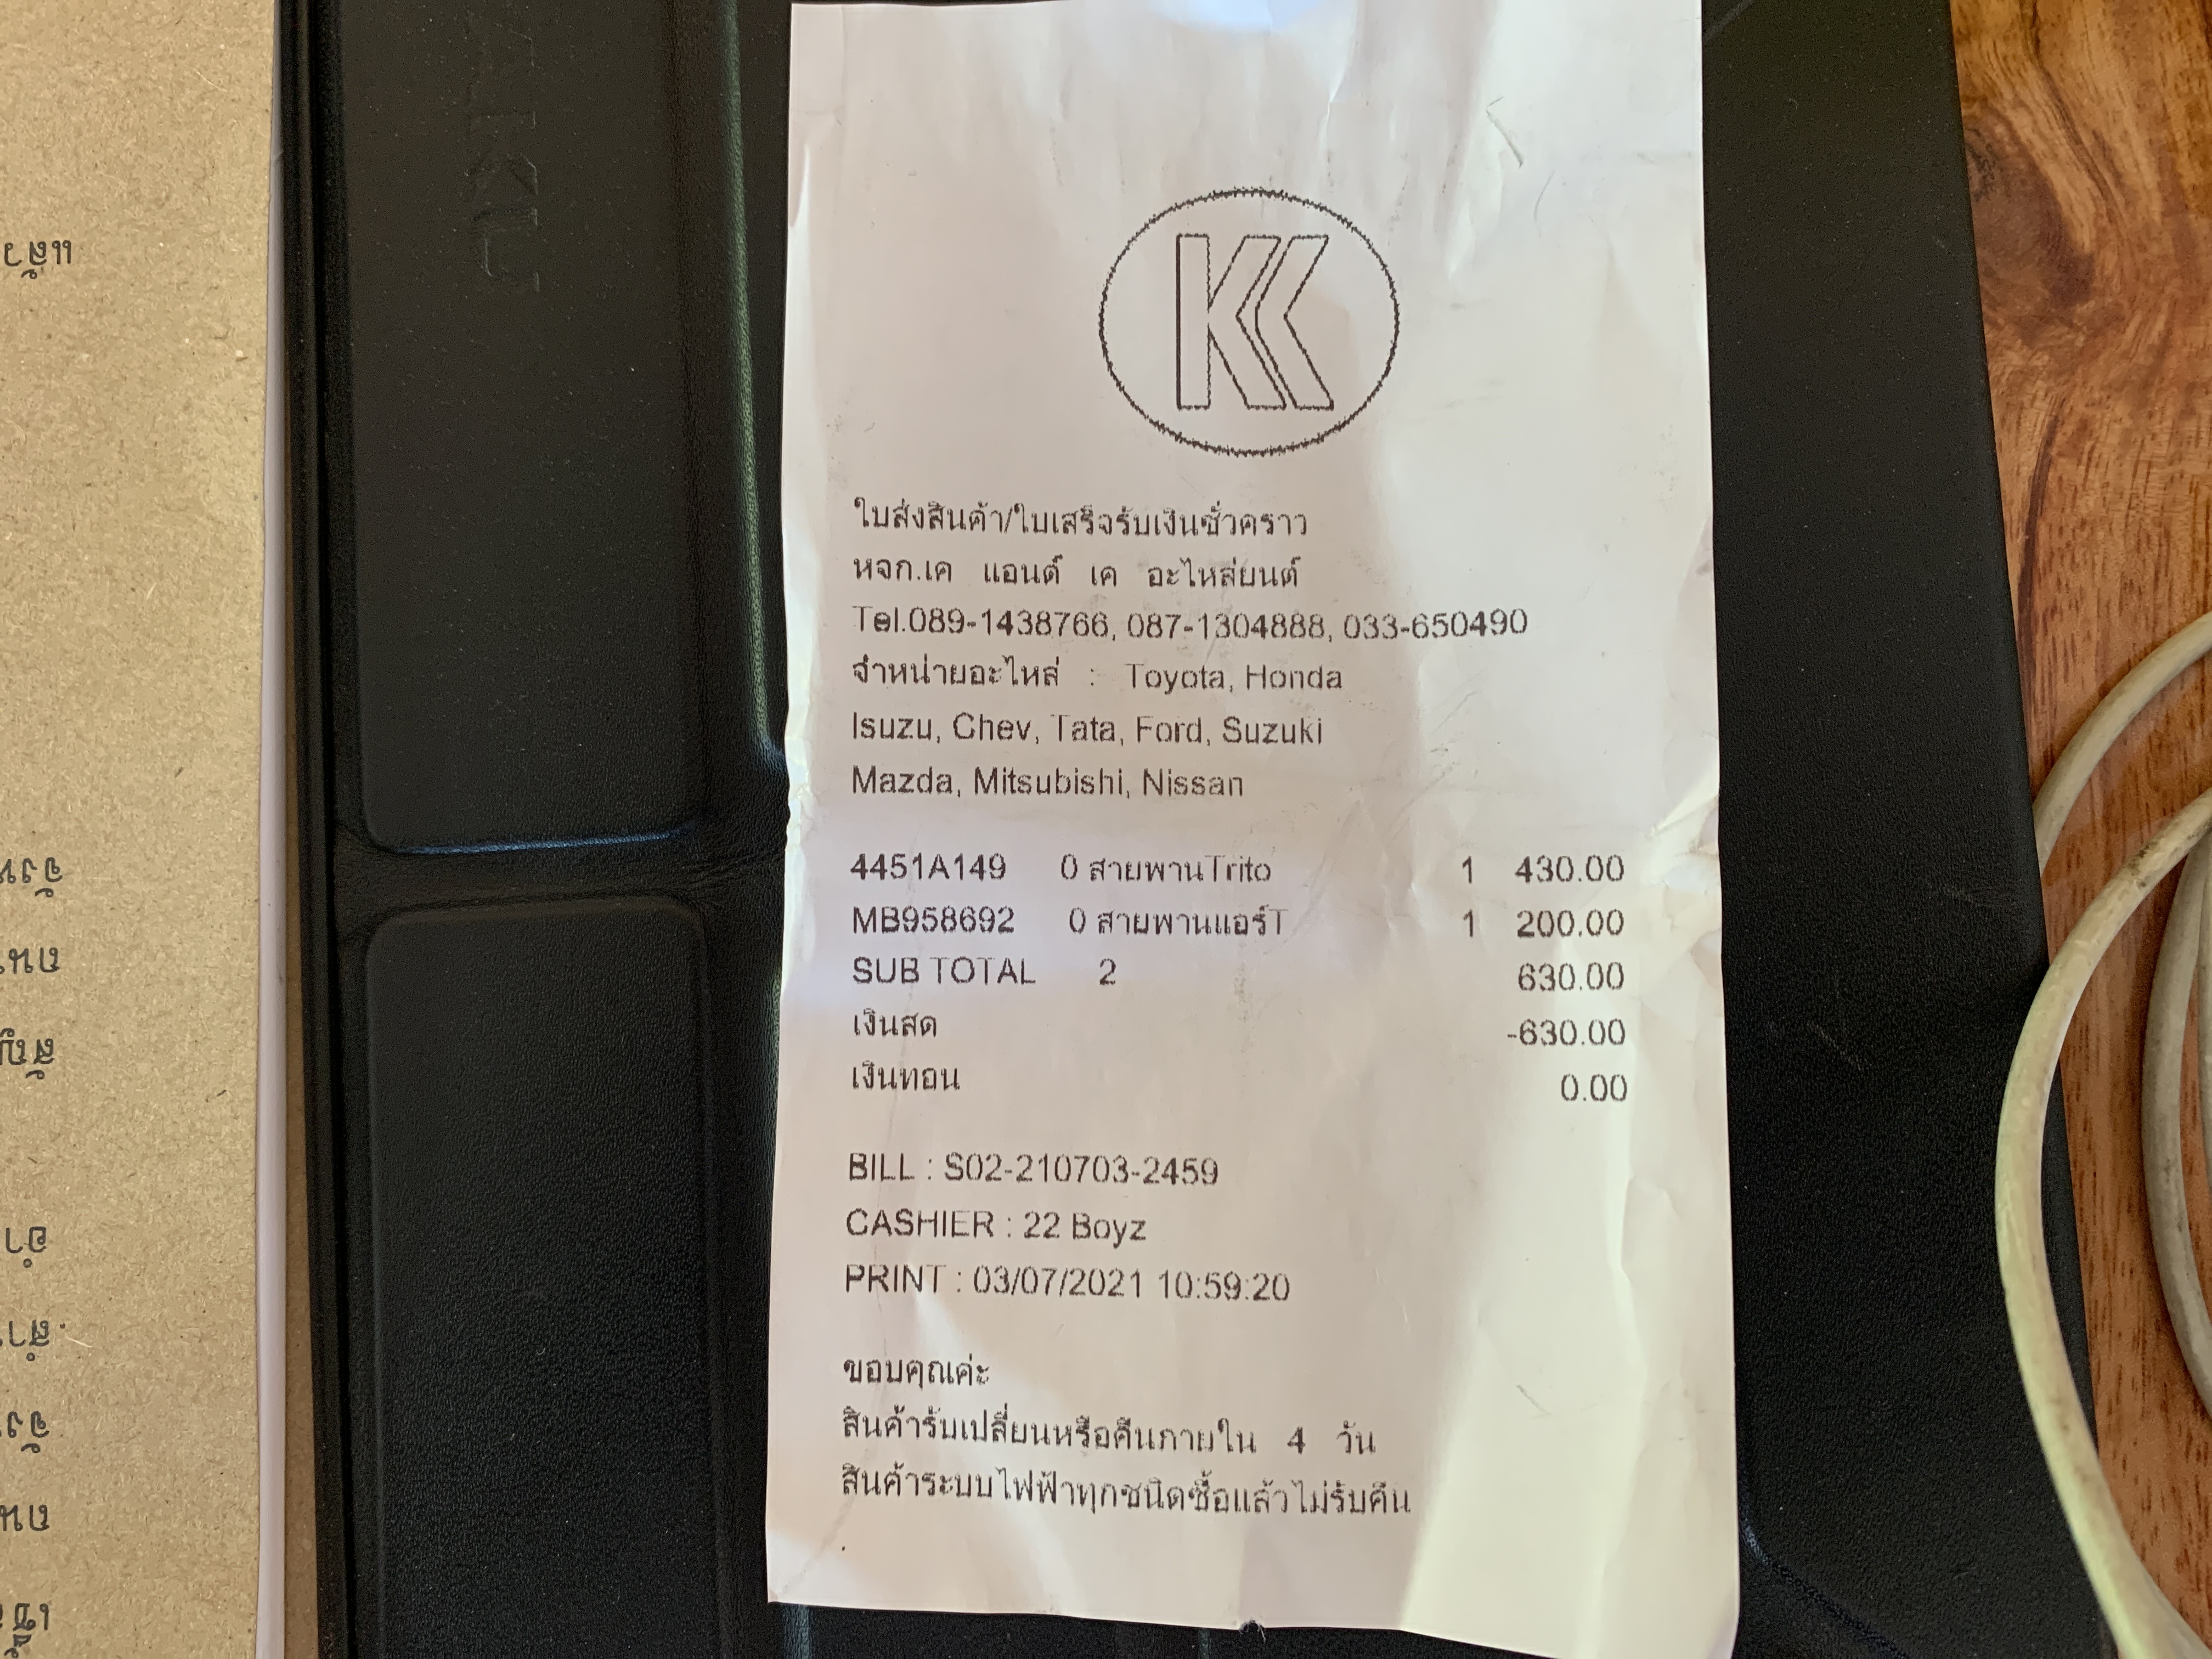 KK
ใบส่งสินค้า/ใบเสร็จรับเงินชั่วคราว
หจก.เค แอนด์ เค อะไหล่ยนต์
Tel.089-1438766, 087-1304888, 033-650490
จำหน่ายอะไหล่ : Toyota, Honda
Isuzu, Chev, Tata, Ford, Suzuki
Mazda, Mitsubishi, Nissan
4451A149 0 สายพานTrito 1 430.00
MB958692 0 สายพานแอร์T 1 200.00
SUB TOTAL 2 630.00
เงินสด -630.00
เงินทอน 0.00
BILL : S02-210703-2459
CASHIER : 22 Boyz
PRINT : 03/07/2021 10:59:20
ขอบคุณค่ะ
สินค้ารับเปลี่ยนหรือคืนภายใน 4 วัน
สินค้าระบบไฟฟ้าทุกชนิดซื้อแล้วไม่รับคืน
แล้ว